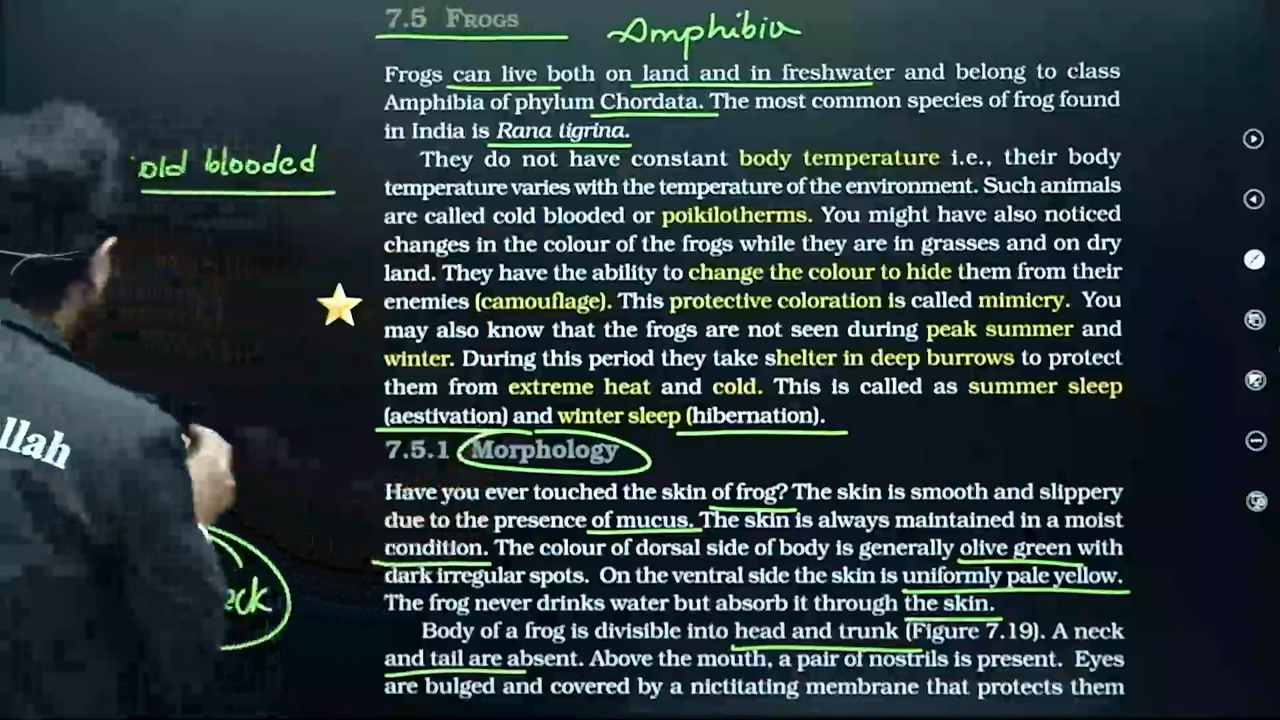 7.5 FROGS
Amphibia
Frogs can live both on land and in freshwater and belong to class
Amphibia of phylum Chordata. The most common species of frog found
in India is Rana tigrina.
old blooded
They do not have constant body temperature i.e., their body
temperature varies with the temperature of the environment. Such animals
are called cold blooded or poikilotherms. You might have also noticed
changes in the colour of the frogs while they are in grasses and on dry
land. They have the ability to change the colour to hide them from their
enemies (camouflage). This protective coloration is called mimicry. You
may also know that the frogs are not seen during peak summer and
winter. During this period they take shelter in deep burrows to protect
them from extreme heat and cold. This is called as summer sleep
(aestivation) and winter sleep (hibernation).
llah
7.5.1 Morphology
Have you ever touched the skin of frog? The skin is smooth and slippery
due to the presence of mucus. The skin is always maintained in a moist
condition. The colour of dorsal side of body is generally olive green with
dark irregular spots. On the ventral side the skin is uniformly pale yellow.
The frog never drinks water but absorb it through the skin.
eck
Body of a frog is divisible into head and trunk (Figure 7.19). A neck
and tail are absent. Above the mouth, a pair of nostrils is present. Eyes
are bulged and covered by a nictitating membrane that protects them